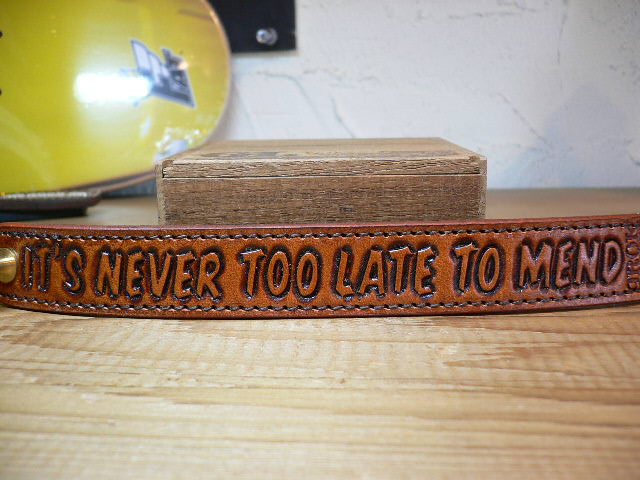 IT'S NEVER TOO LATE TO MEND